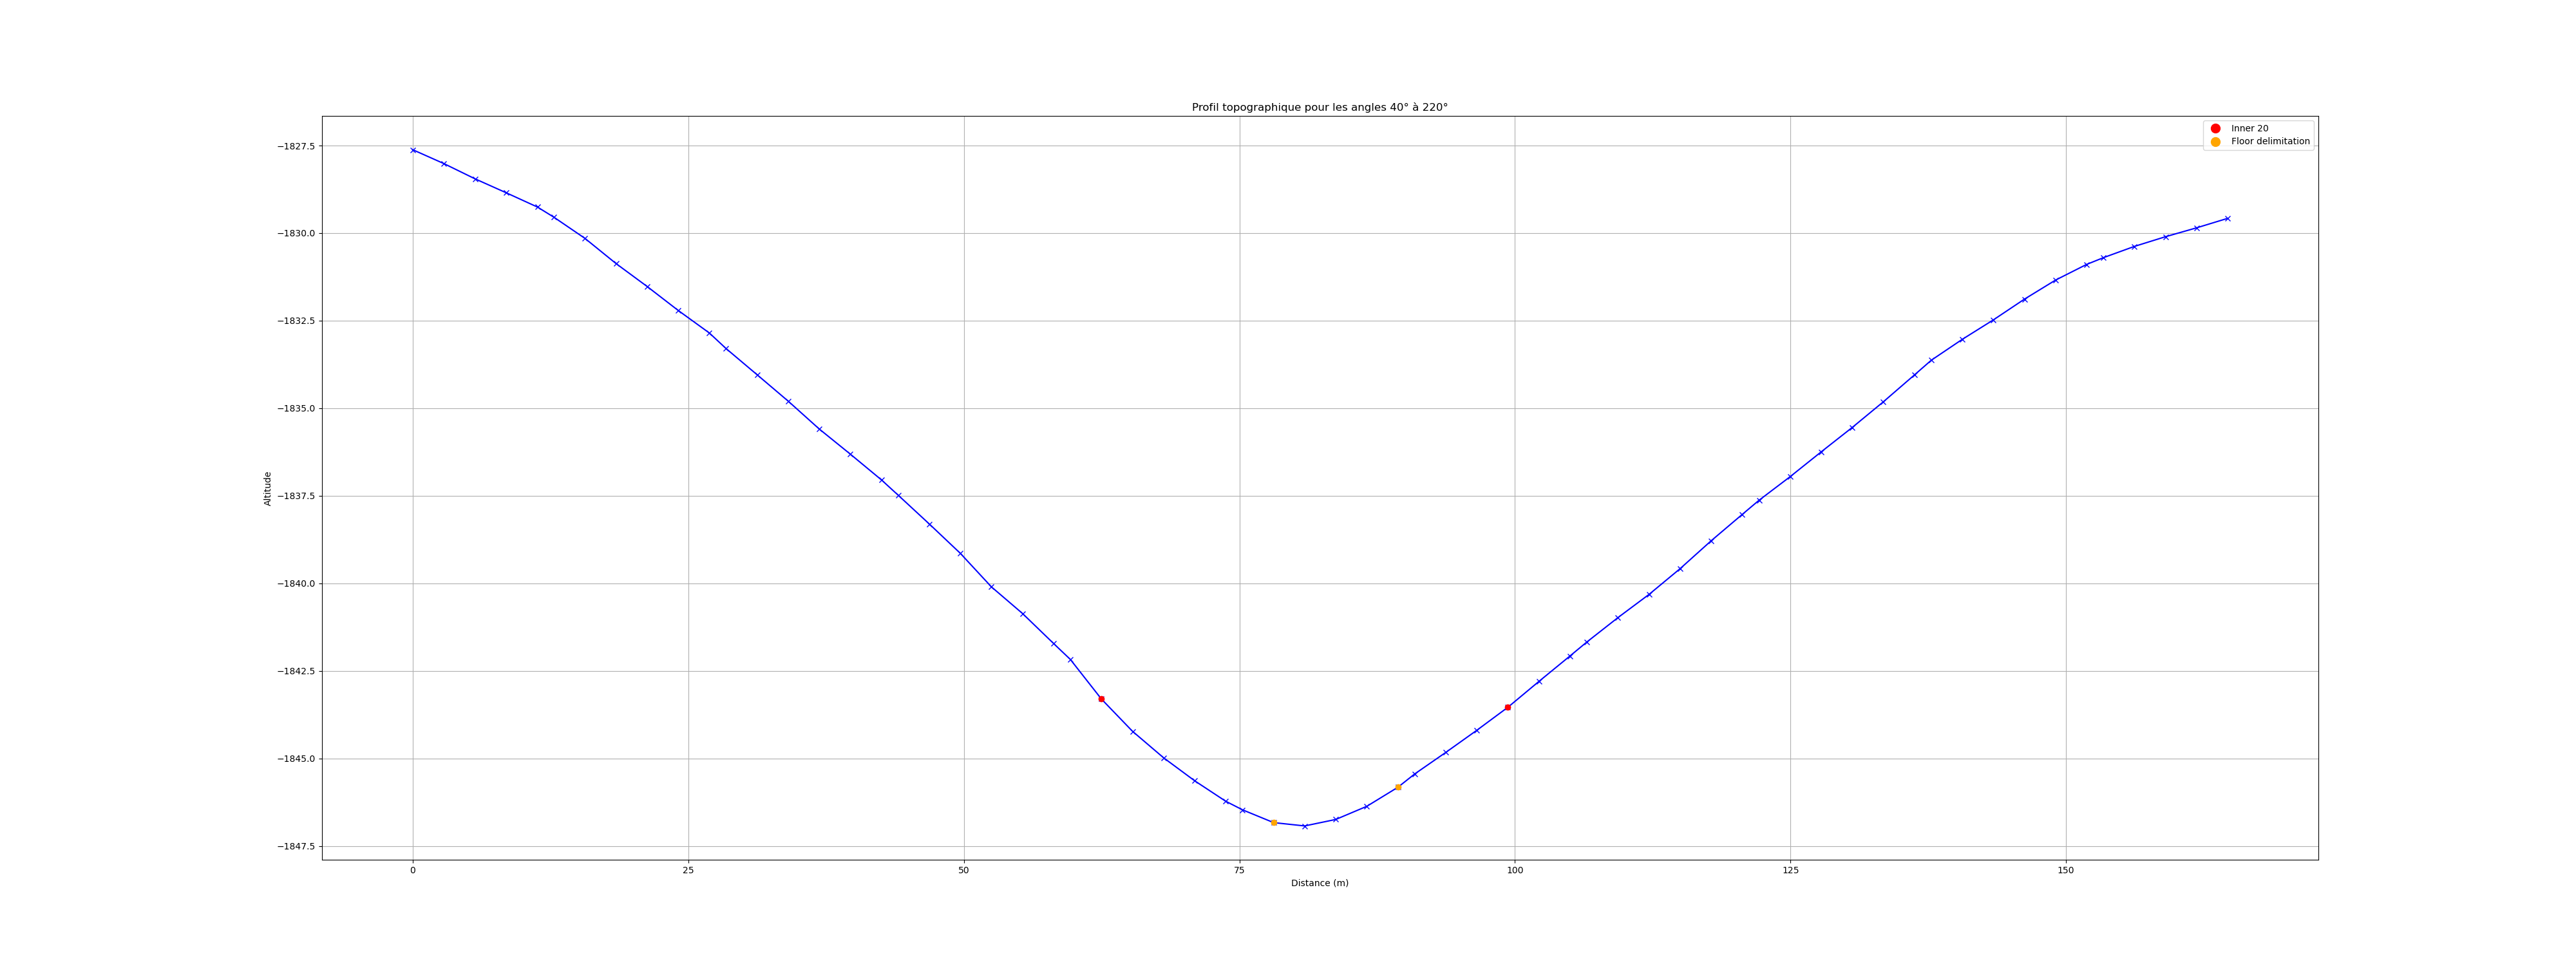 Profil topographique pour les angles 40° à 220°
Inner 20
Floor delimitation
−1827.5
−1830.0
−1832.5
−1835.0
−1837.5
−1840.0
−1842.5
−1845.0
−1847.5
Altitude
0 25 50 75 100 125 150
Distance (m)